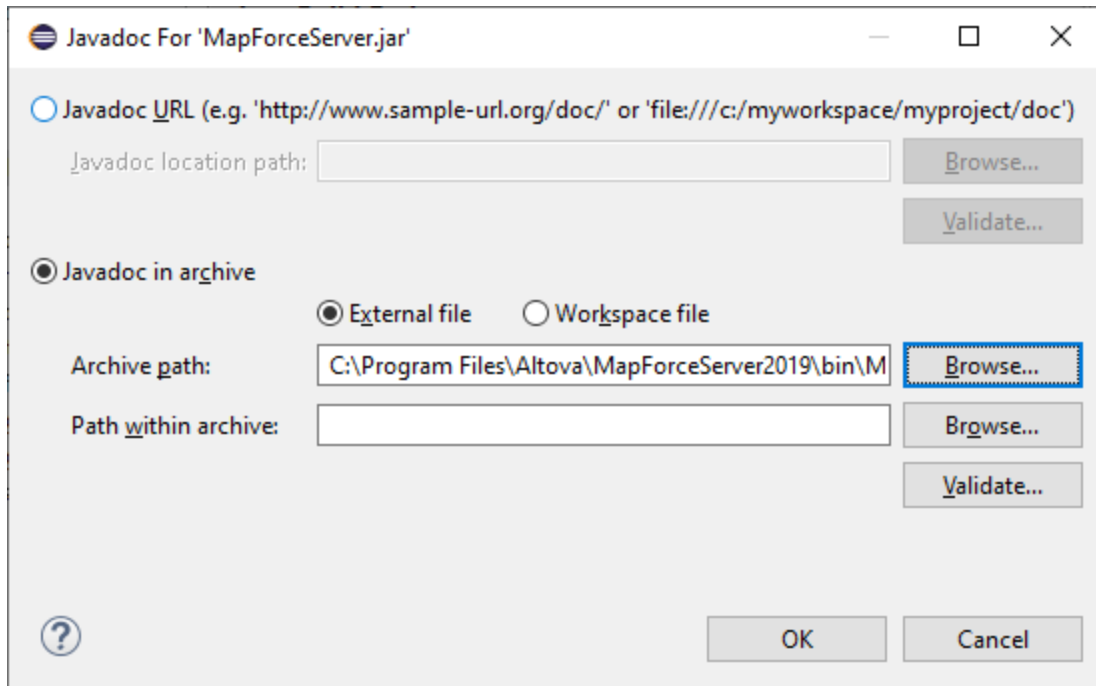 Javadoc For 'MapForceServer.jar'
Javadoc URL (e.g. 'http://www.sample-url.org/doc/' or 'file:///c:/myworkspace/myproject/doc')
Javadoc location path:
Browse...
Validate...
Javadoc in archive
External file Workspace file
Archive path: C:\Program Files\Altova\MapForceServer2019\bin\M Browse...
Path within archive: Browse...
Validate...
? OK Cancel